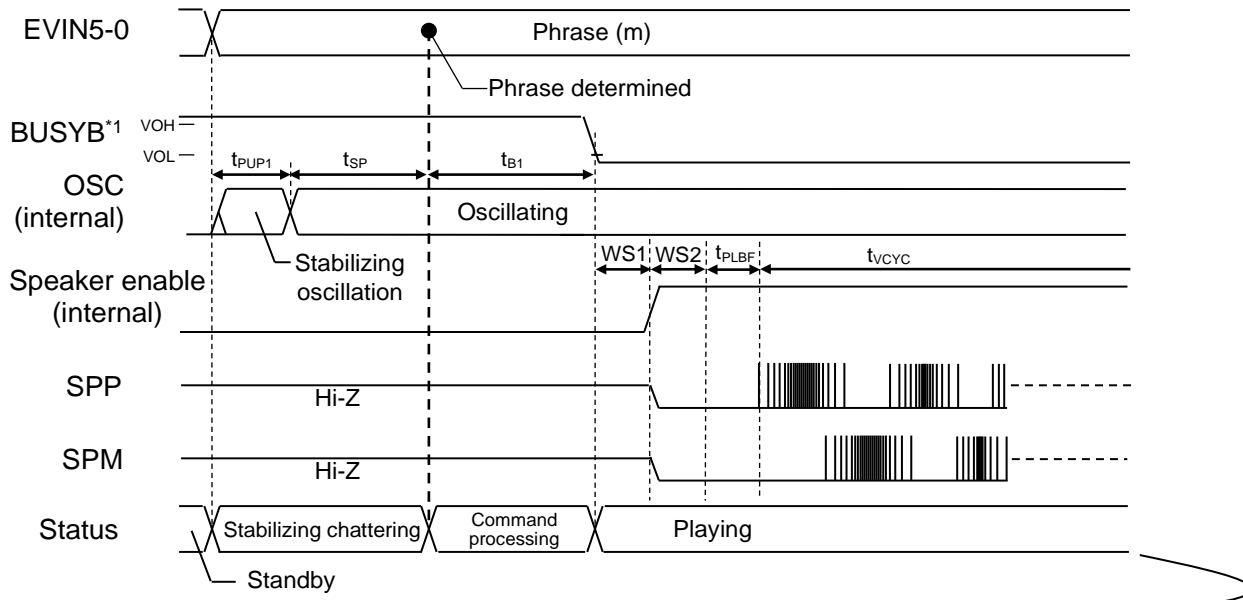 EVIN5-0
Phrase (m)
Phrase determined
BUSYB*1
VOH
VOL
tPUP1
tSP
tB1
OSC
(internal)
Oscillating
Stabilizing
oscillation
WS1
WS2
tPLBF
tVCYC
Speaker enable
(internal)
SPP
Hi-Z
SPM
Hi-Z
Status
Stabilizing chattering
Command
processing
Playing
Standby